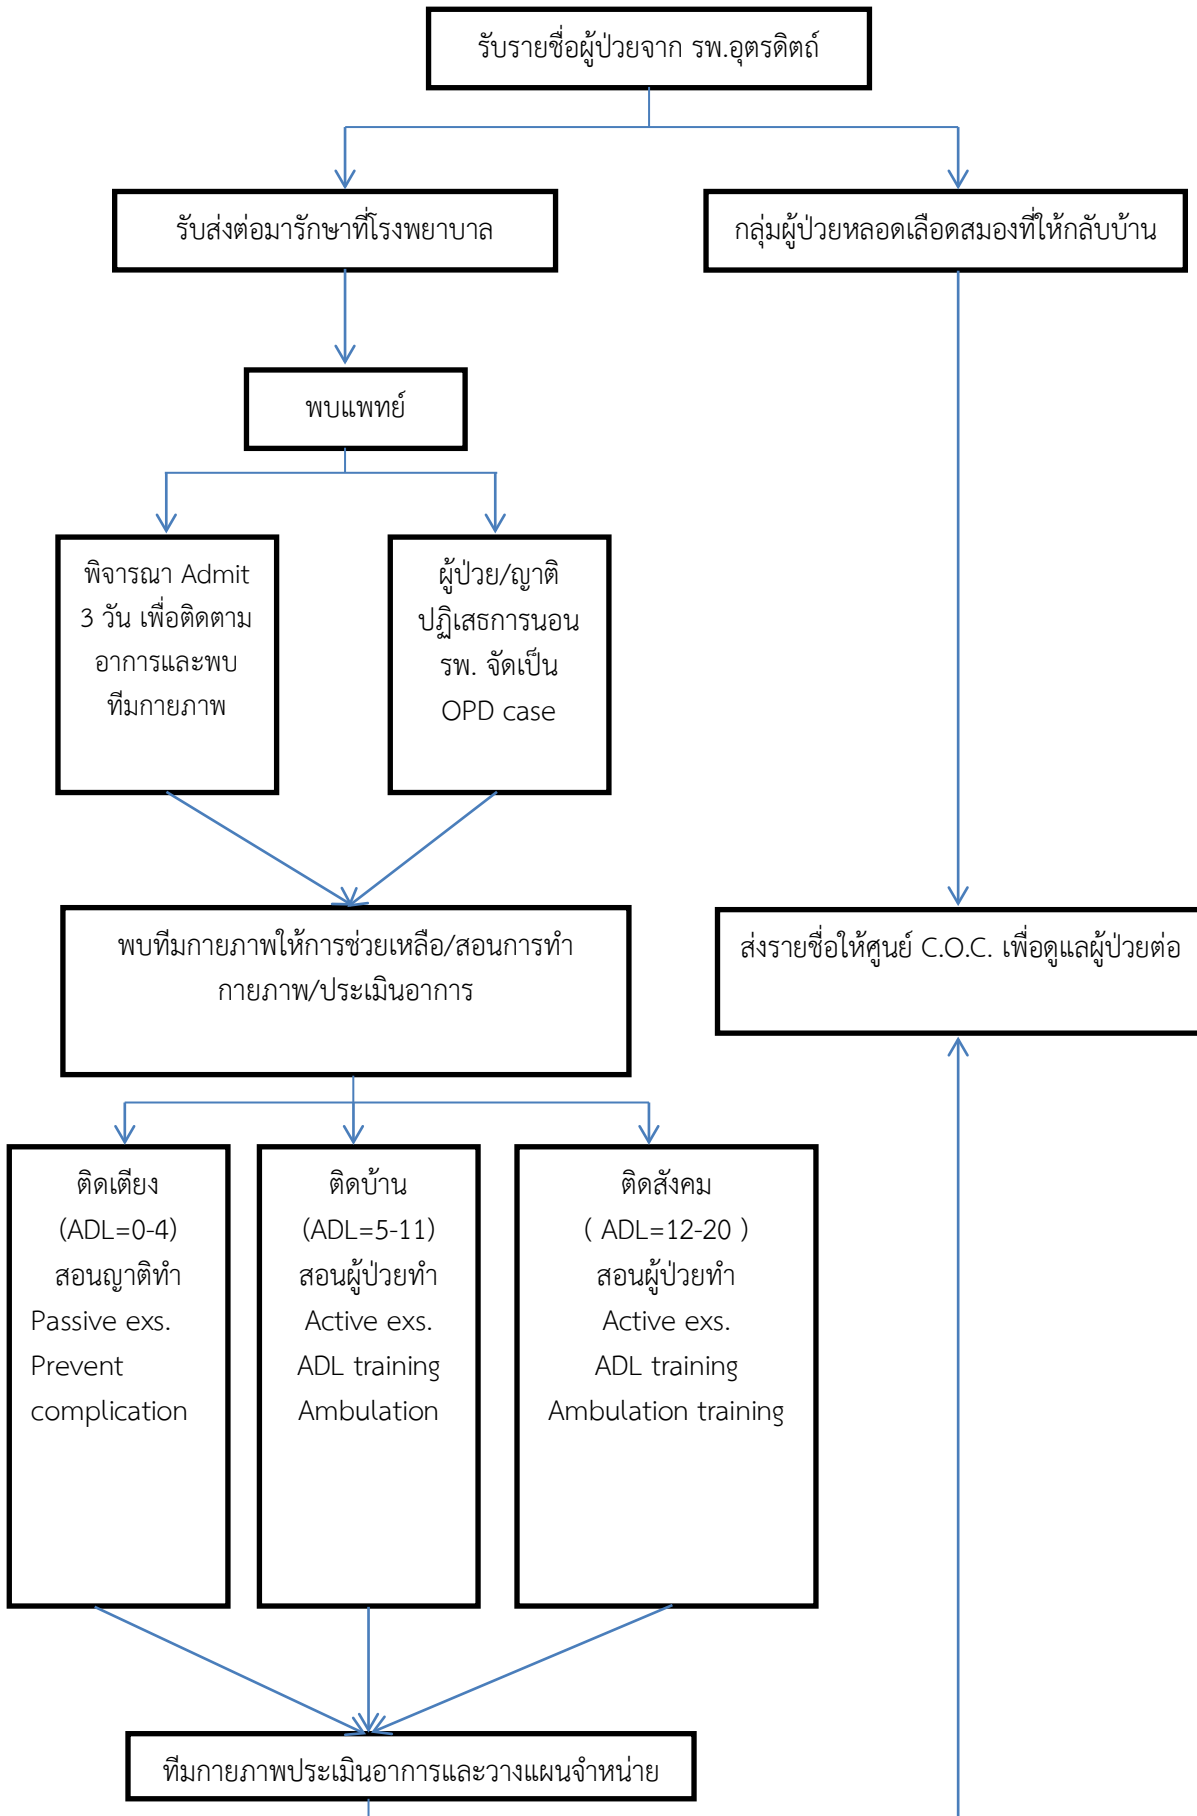 รับรายชื่อผู้ป่วยจาก รพ.อุตรดิตถ์
รับส่งต่อมารักษาที่โรงพยาบาล
กลุ่มผู้ป่วยหลอดเลือดสมองที่ให้กลับบ้าน
พบแพทย์
พิจารณา Admit
3 วัน เพื่อติดตาม
อาการและพบ
ทีมกายภาพ
ผู้ป่วย/ญาติ
ปฏิเสธการนอน
รพ. จัดเป็น
OPD case
พบทีมกายภาพให้การช่วยเหลือ/สอนการทำ
กายภาพ/ประเมินอาการ
ส่งรายชื่อให้ศูนย์ C.O.C. เพื่อดูแลผู้ป่วยต่อ
ติดเตียง
(ADL=0-4)
สอนญาติทำ
Passive exs.
Prevent
complication
ติดบ้าน
(ADL=5-11)
สอนผู้ป่วยทำ
Active exs.
ADL training
Ambulation
ติดสังคม
( ADL=12-20 )
สอนผู้ป่วยทำ
Active exs.
ADL training
Ambulation training
ทีมกายภาพประเมินอาการและวางแผนจำหน่าย